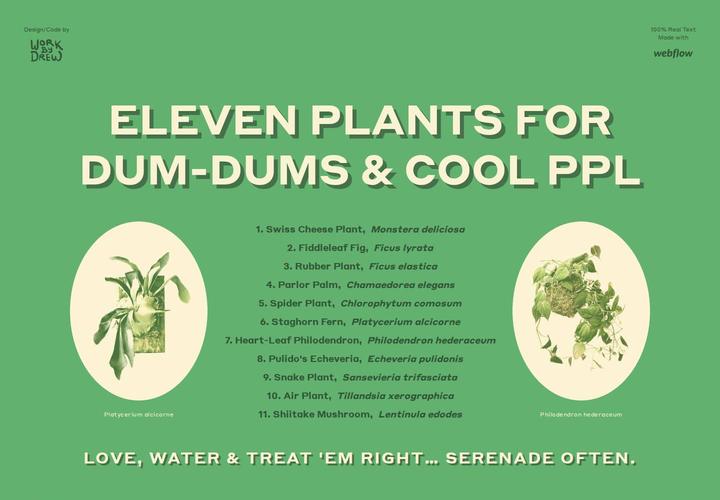 Design/Code by
WORK
BY
DREW
100% Real Text
Made with
webflow
ELEVEN PLANTS FOR
DUM-DUMS & COOL PPL
1. Swiss Cheese Plant, Monstera deliciosa
2. Fiddleleaf Fig, Ficus lyrata
3. Rubber Plant, Ficus elastica
4. Parlor Palm, Chamaedorea elegans
5. Spider Plant, Chlorophytum comosum
6. Staghorn Fern, Platycerium alcicorne
7. Heart-Leaf Philodendron, Philodendron hederaceum
8. Pulido's Echeveria, Echeveria pulidonis
9. Snake Plant, Sansevieria trifasciata
10. Air Plant, Tillandsia xerographica
11. Shiitake Mushroom, Lentinula edodes
Platycerium alcicorne
Philodendron hederaceum
LOVE, WATER & TREAT 'EM RIGHT... SERENADE OFTEN.